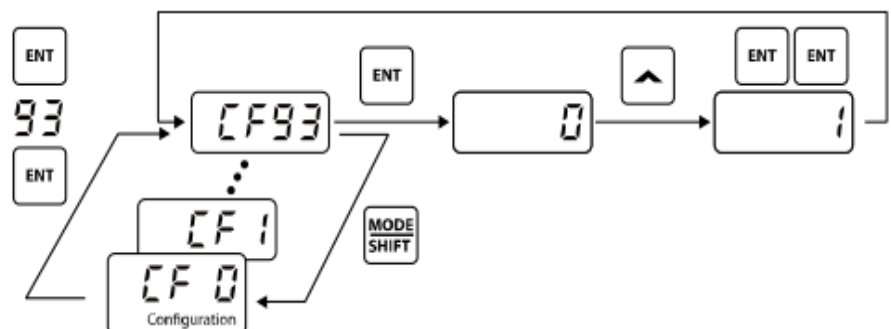 ENT
93
ENT
CF93
ENT
0
1
ENT ENT
CF 1
MODE
SHIFT
CF 0
Configuration